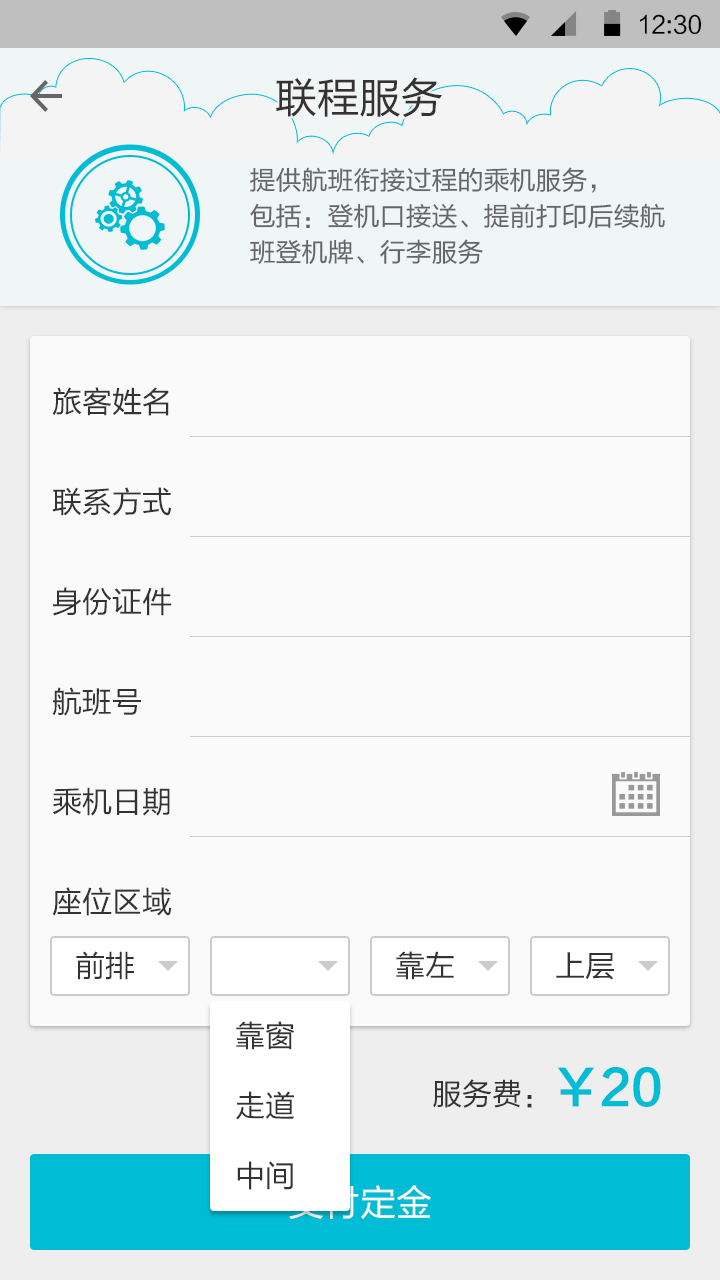 12:30
联程服务
提供航班衔接过程的乘机服务，
包括：登机口接送、提前打印后续航
班登机牌、行李服务
旅客姓名
联系方式
身份证件
航班号
乘机日期
座位区域
前排 靠左 上层
靠窗
走道
中间
服务费：￥20
支付定金